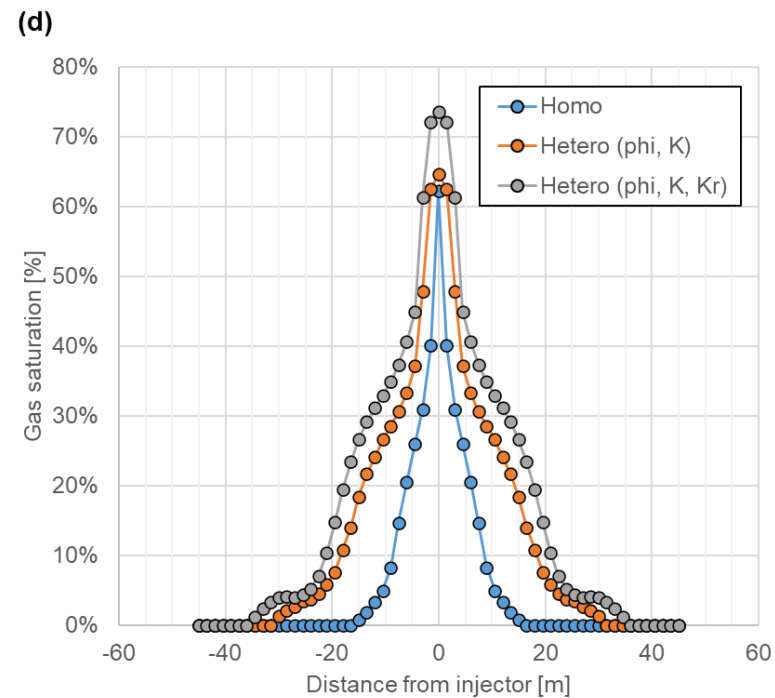 (d)
80%
70%
60%
50%
40%
30%
20%
10%
0%
Gas saturation [%]
Homo
Hetero (phi, K)
Hetero (phi, K, Kr)
-60
-40
-20
0
20
40
60
Distance from injector [m]